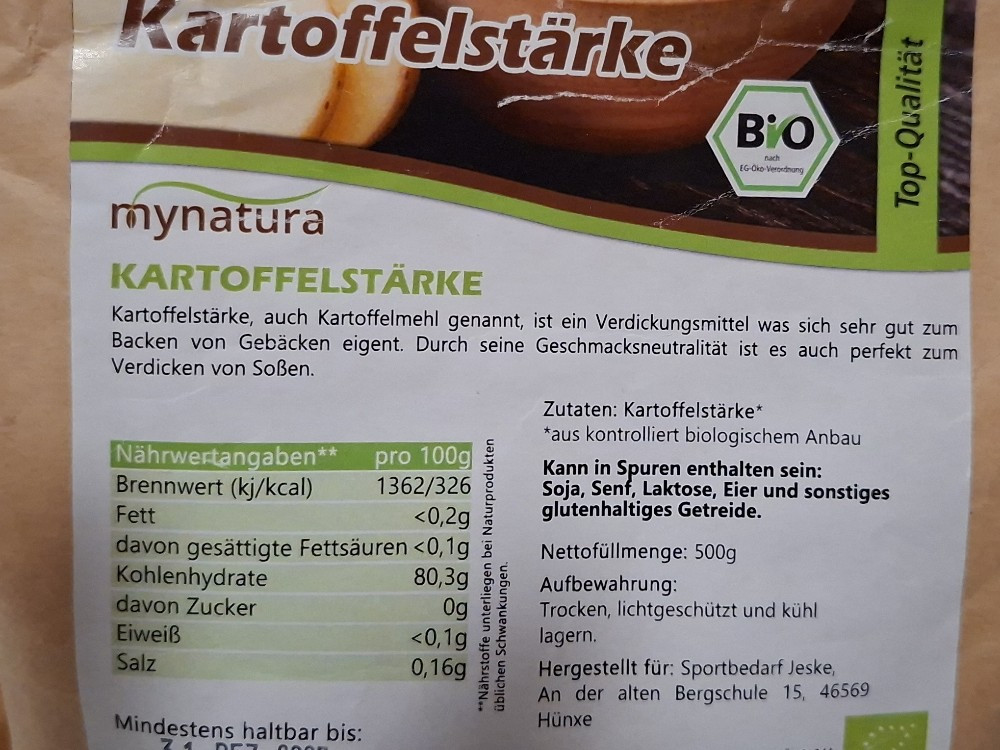 Kartoffelstärke
BiO
nach
EG-Öko-Verordnung
Top-Qualität
mynatura
KARTOFFELSTÄRKE
Kartoffelstärke, auch Kartoffelmehl genannt, ist ein Verdickungsmittel was sich sehr gut zum
Backen von Gebäcken eigent. Durch seine Geschmacksneutralität ist es auch perfekt zum
Verdicken von Soßen.
Nährwertangaben** pro 100g
Brennwert (kj/kcal) 1362/326
Fett <0,2g
davon gesättigte Fettsäuren <0,1g
Kohlenhydrate 80,3g
davon Zucker 0g
Eiweiß <0,1g
Salz 0,16g
**Nährstoffe unterliegen bei Naturprodukten
üblichen Schwankungen.
Mindestens haltbar bis:
31. DEZ
Zutaten: Kartoffelstärke*
*aus kontrolliert biologischem Anbau
Kann in Spuren enthalten sein:
Soja, Senf, Laktose, Eier und sonstiges
glutenhaltiges Getreide.
Nettofüllmenge: 500g
Aufbewahrung:
Trocken, lichtgeschützt und kühl
lagern.
Hergestellt für: Sportbedarf Jeske,
An der alten Bergschule 15, 46569
Hünxe